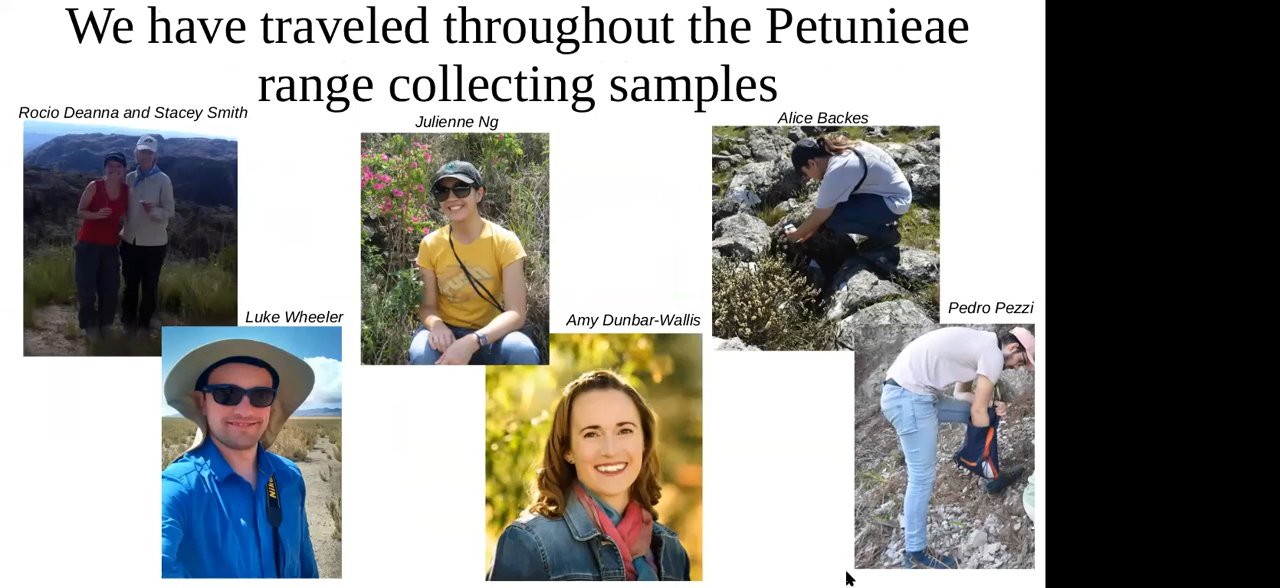 We have traveled throughout the Petunieae
range collecting samples
Rocio Deanna and Stacey Smith
Julienne Ng
Alice Backes
Luke Wheeler
Amy Dunbar-Wallis
Pedro Pezzi
Nikon